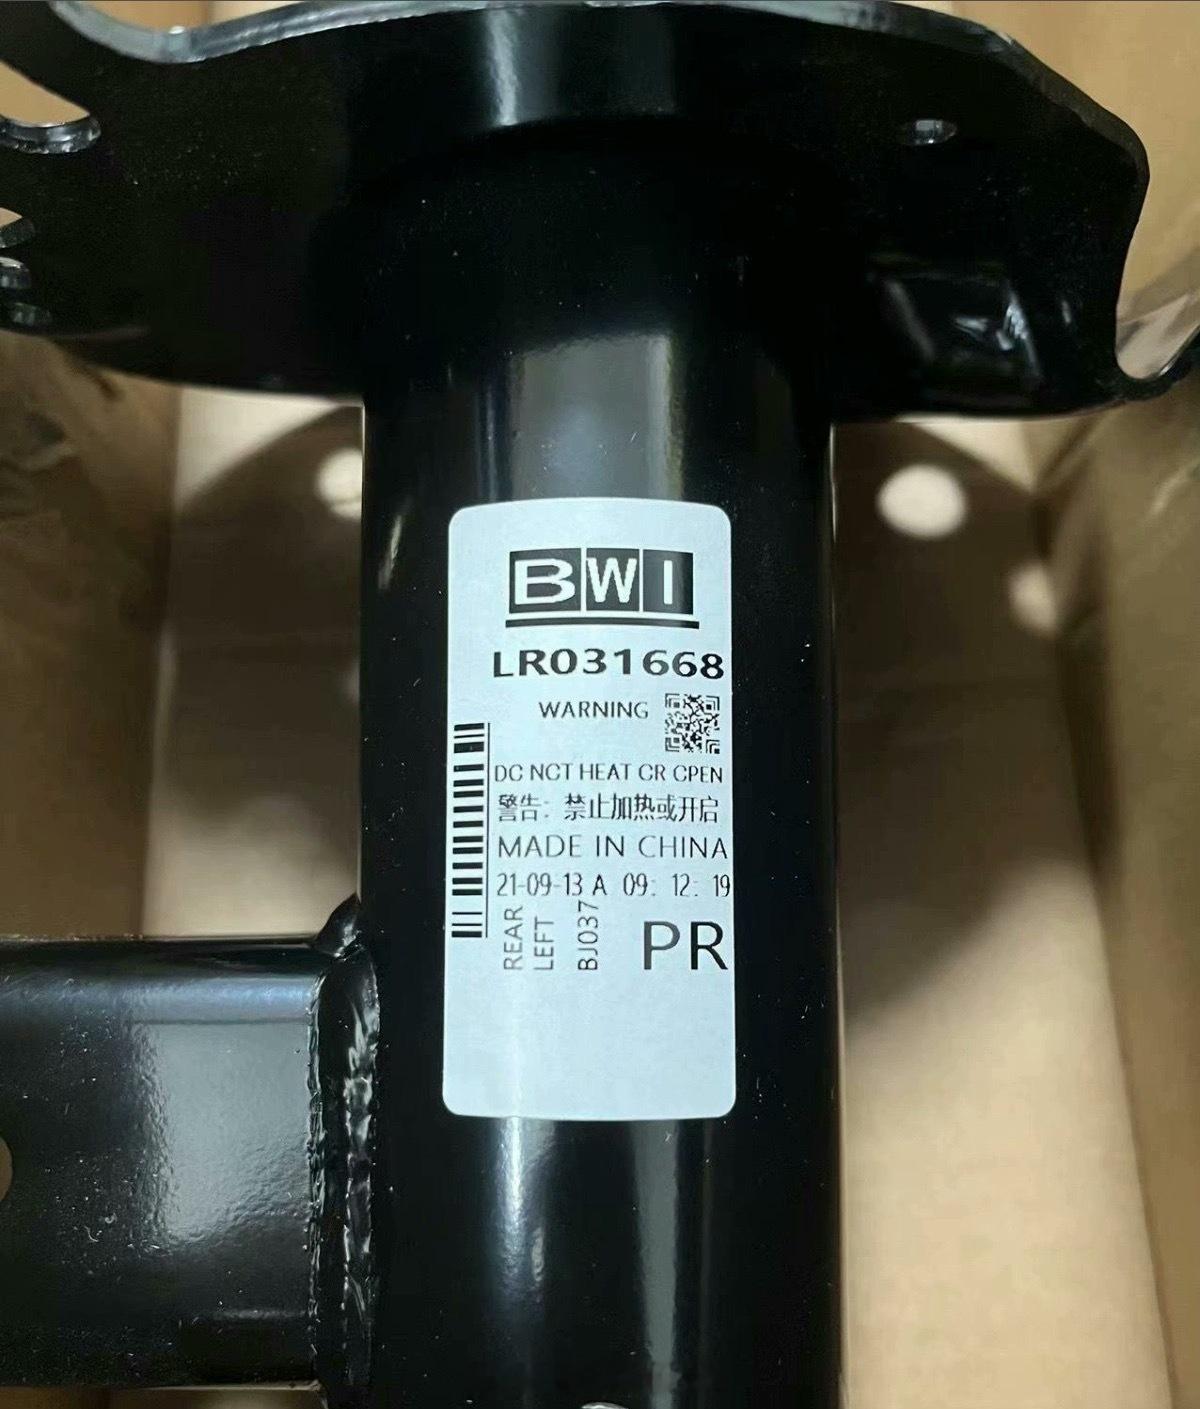 BWI
LR031668
WARNING
DC NCT HEAT CR CPEN
警告: 禁止加热或开启
MADE IN CHINA
21-09-13 A 09: 12: 19
REAR
LEFT
BJ037
PR